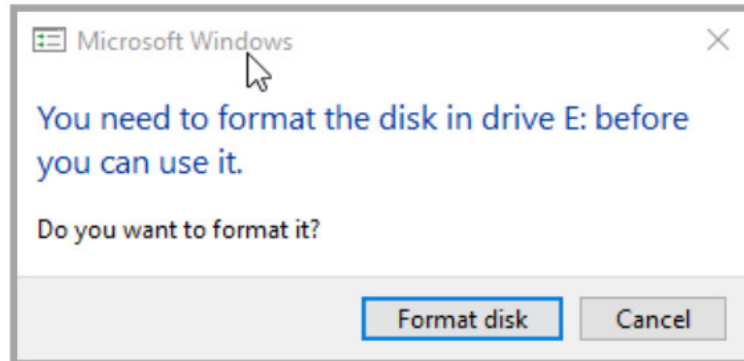 Microsoft Windows
You need to format the disk in drive E: before
you can use it.
Do you want to format it?
Format disk
Cancel